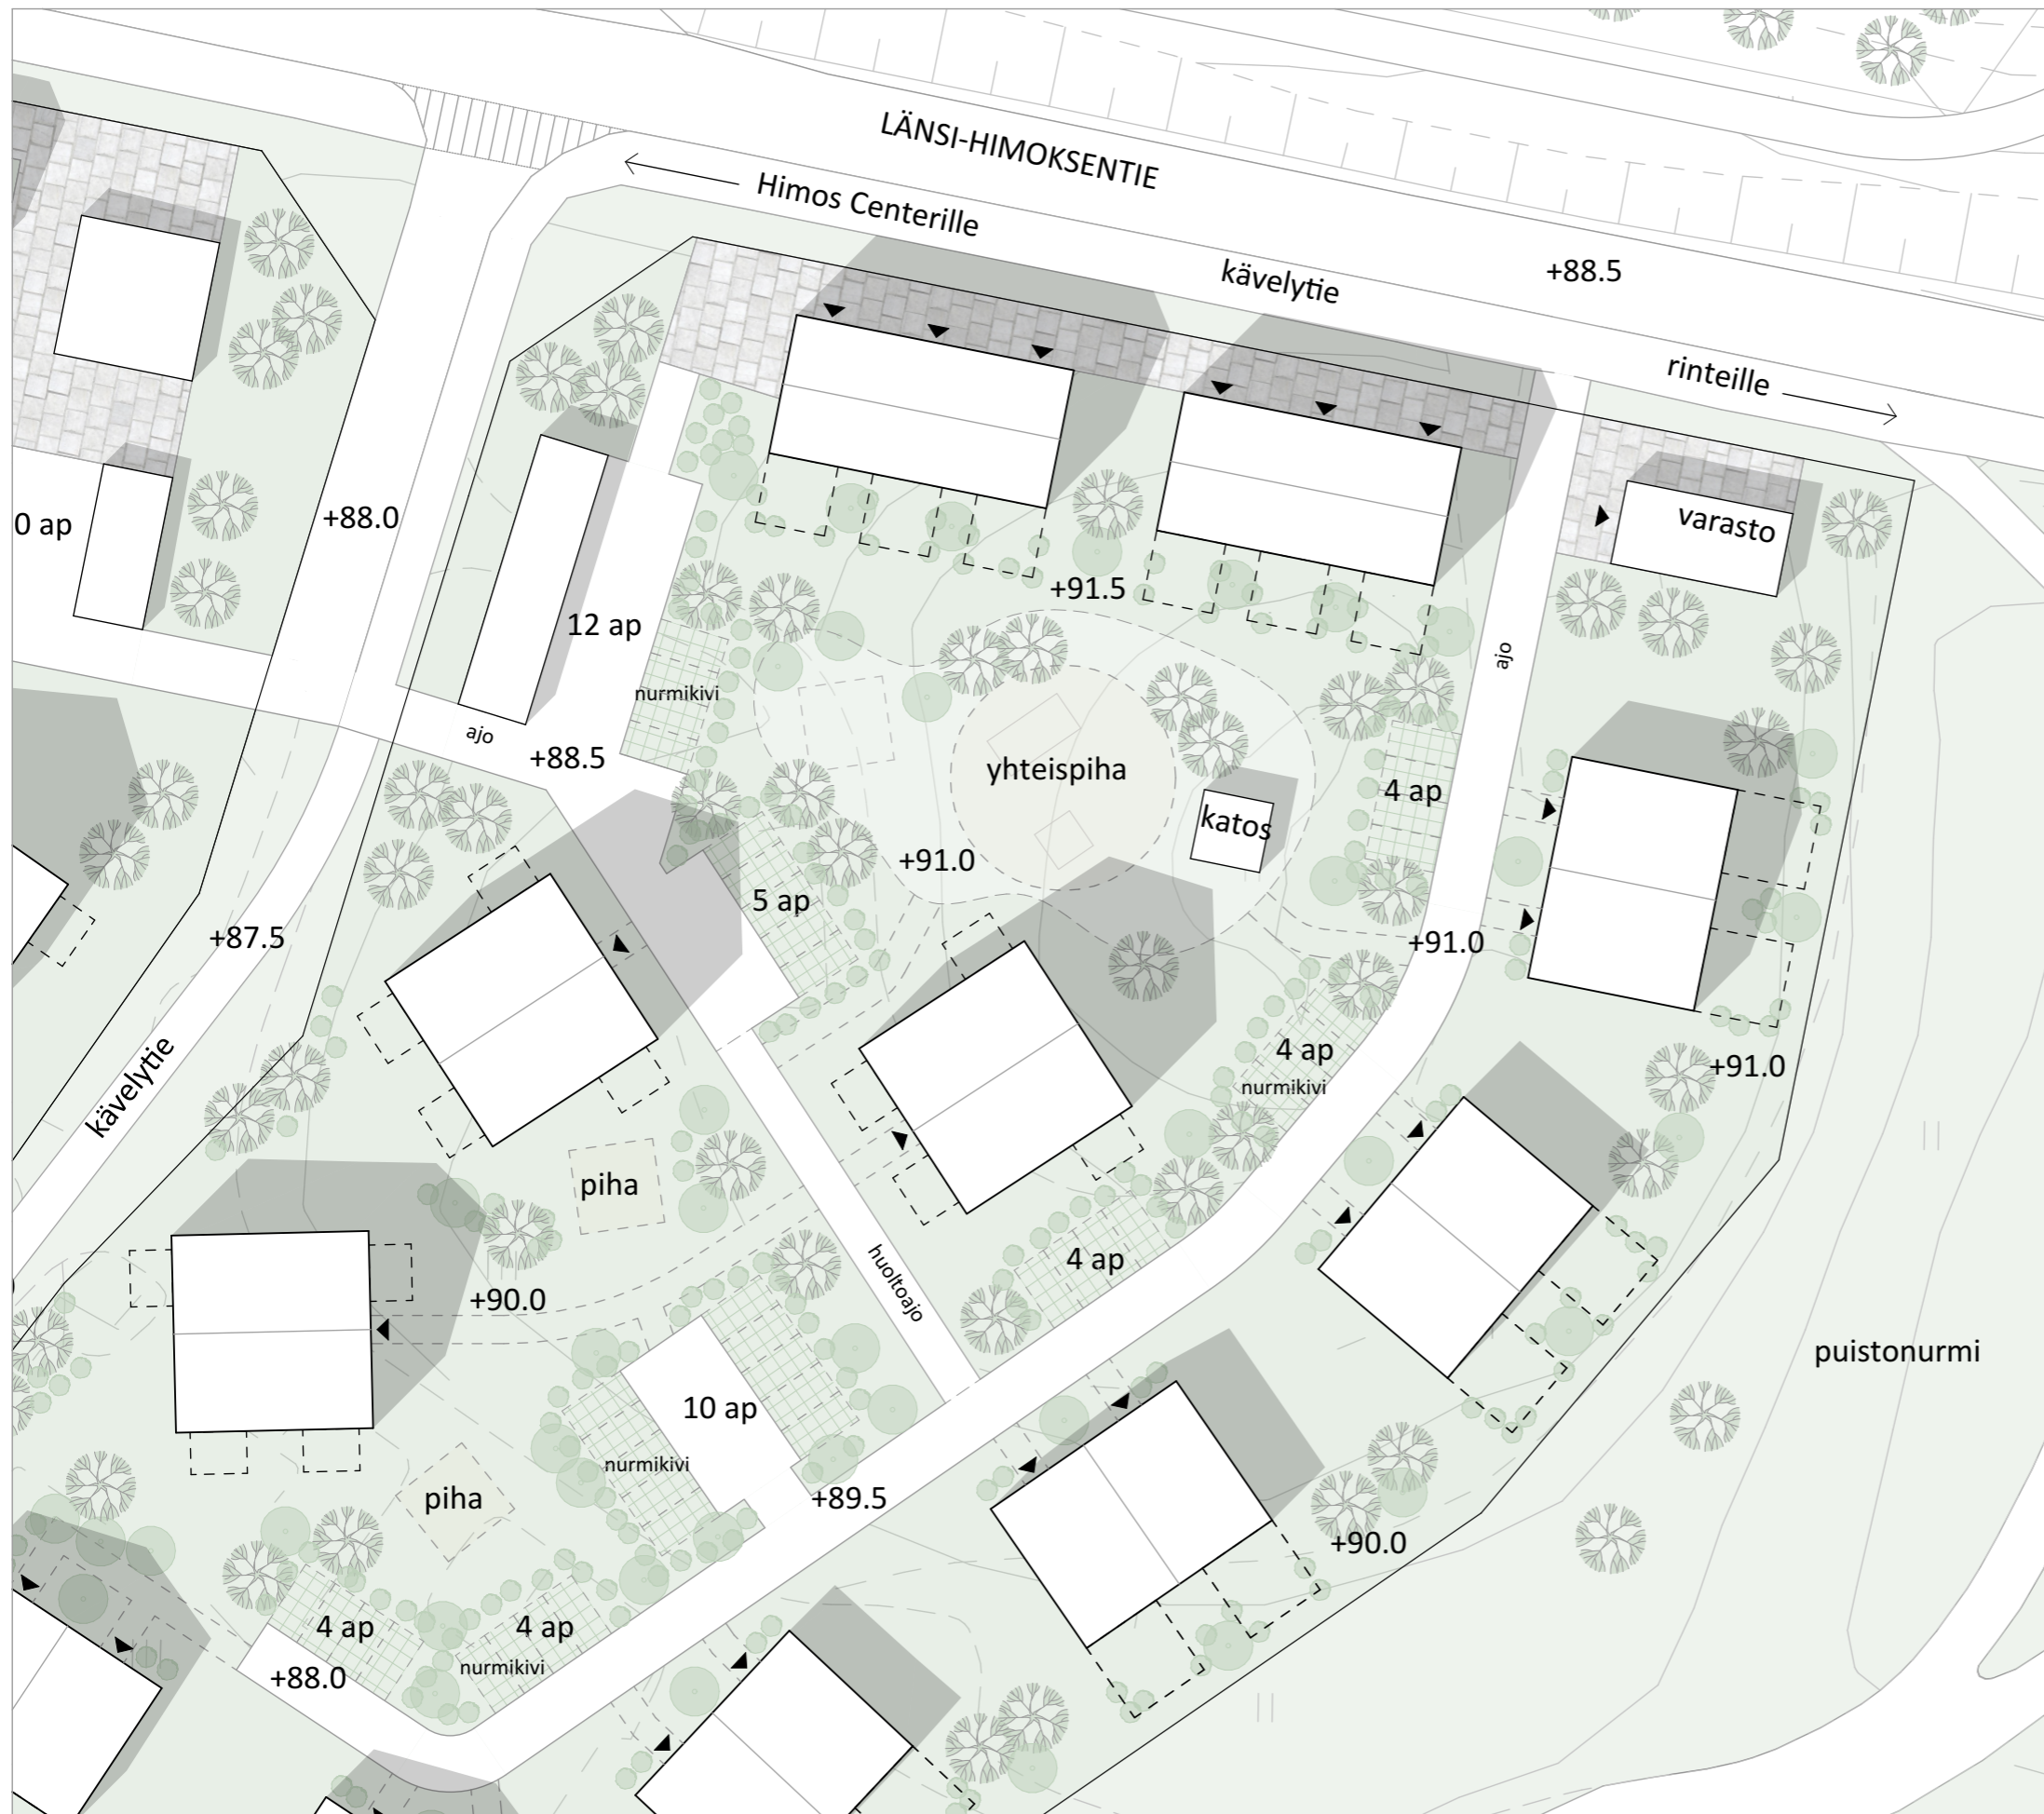 LÄNSI-HIMOKSENTIE
Himos Centerille
kävelytie
+88.5
rinteille
0 ap
+88.0
varasto
+91.5
12 ap
ajo
nurmikivi
ajo
+88.5
yhteispiha
4 ap
katos
+91.0
5 ap
+87.5
+91.0
4 ap
nurmikivi
+91.0
kävelytie
piha
4 ap
huoltoajo
+90.0
puistonurmi
10 ap
nurmikivi
piha
+89.5
+90.0
4 ap
4 ap
nurmikivi
+88.0